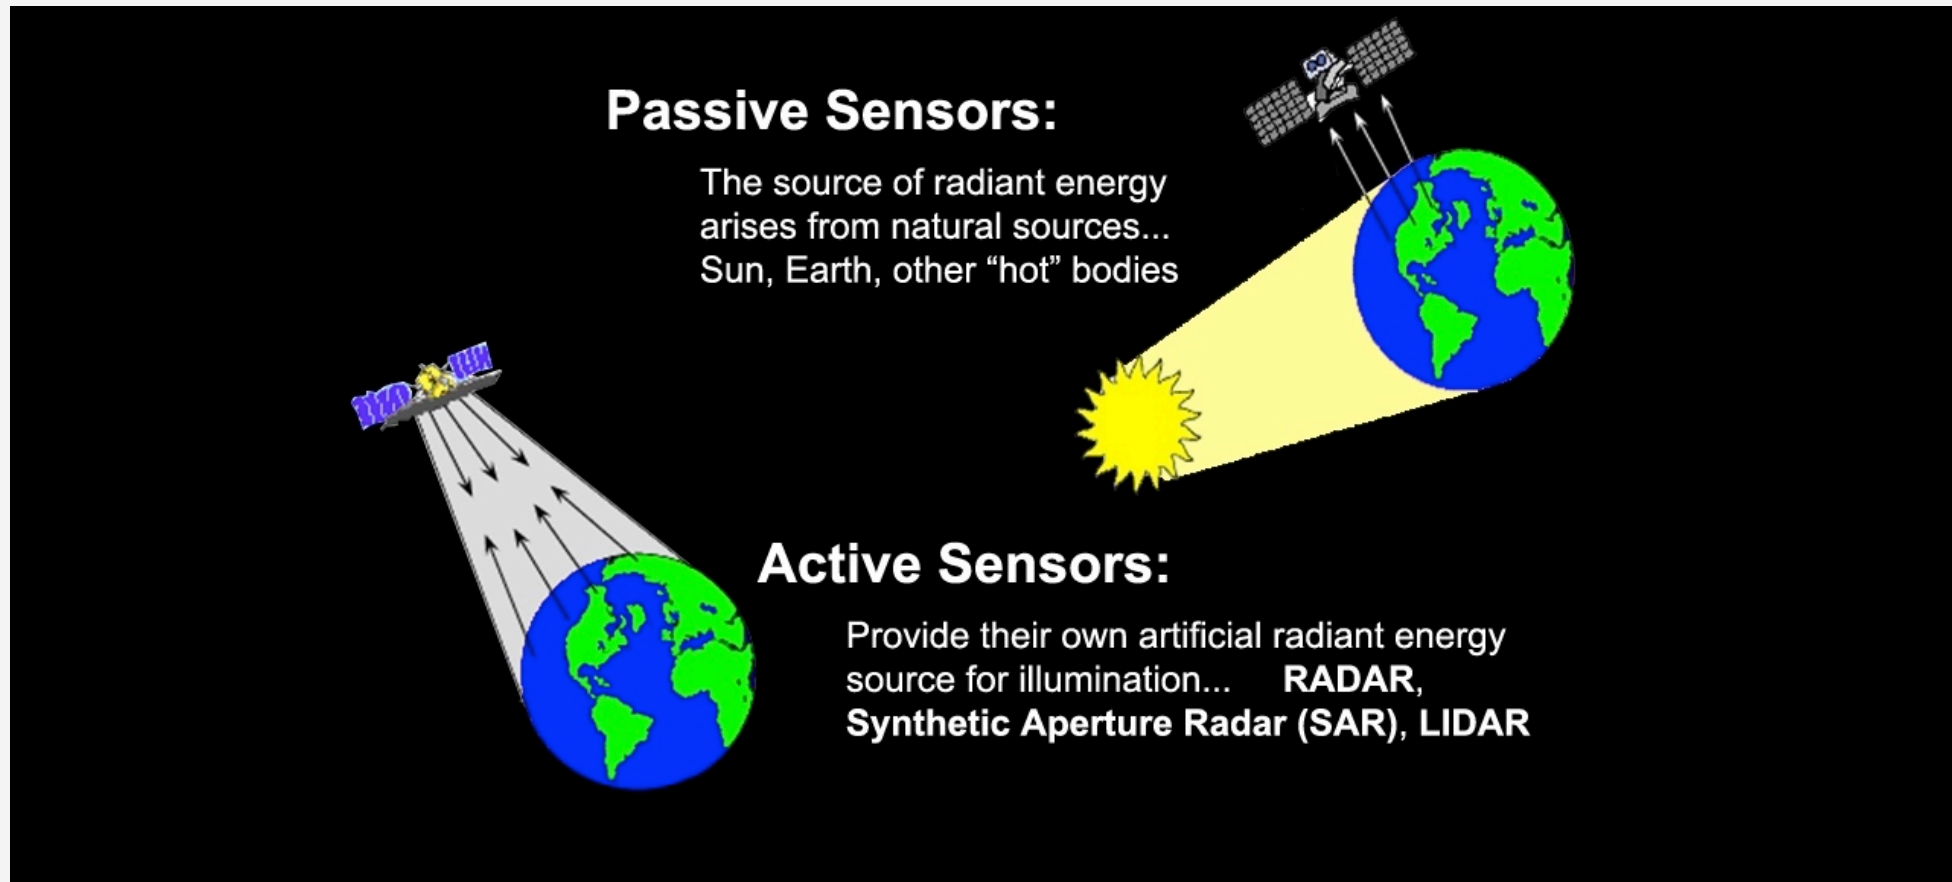 Passive Sensors:
The source of radiant energy
arises from natural sources...
Sun, Earth, other “hot” bodies
Active Sensors:
Provide their own artificial radiant energy
source for illumination... RADAR,
Synthetic Aperture Radar (SAR), LIDAR